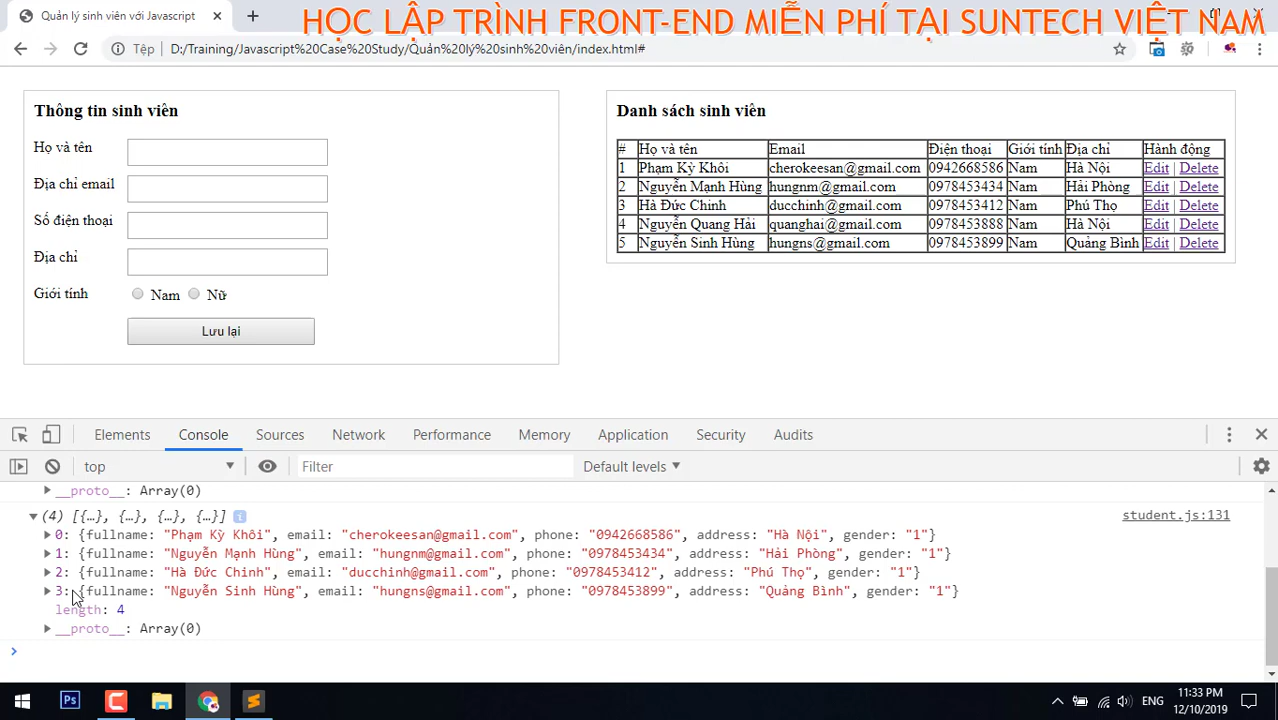 Quản lý sinh viên với Javascript
HỌC LẬP TRÌNH FRONT-END MIỄN PHÍ TẠI SUNTECH VIỆT NAM
Tệp | D:/Training/Javascript%20Case%20Study/Quản%20lý%20sinh%20viên/index.html#
Thông tin sinh viên
Họ và tên
Địa chỉ email
Số điện thoại
Địa chỉ
Giới tính Nam Nữ
Lưu lại
Danh sách sinh viên
# Họ và tên Email Điện thoại Giới tính Địa chỉ Hành động
1 Phạm Kỳ Khôi cherokeesan@gmail.com 0942668586 Nam Hà Nội Edit | Delete
2 Nguyễn Mạnh Hùng hungnm@gmail.com 0978453434 Nam Hải Phòng Edit | Delete
3 Hà Đức Chinh ducchinh@gmail.com 0978453412 Nam Phú Thọ Edit | Delete
4 Nguyễn Quang Hải quanghai@gmail.com 0978453888 Nam Hà Nội Edit | Delete
5 Nguyễn Sinh Hùng hungns@gmail.com 0978453899 Nam Quảng Bình Edit | Delete
Elements Console Sources Network Performance Memory Application Security Audits
top Filter Default levels
__proto__: Array(0)
(4) [{…}, {…}, {…}, {…}] i student.js:131
0: {fullname: "Phạm Kỳ Khôi", email: "cherokeesan@gmail.com", phone: "0942668586", address: "Hà Nội", gender: "1"}
1: {fullname: "Nguyễn Mạnh Hùng", email: "hungnm@gmail.com", phone: "0978453434", address: "Hải Phòng", gender: "1"}
2: {fullname: "Hà Đức Chinh", email: "ducchinh@gmail.com", phone: "0978453412", address: "Phú Thọ", gender: "1"}
3: {fullname: "Nguyễn Sinh Hùng", email: "hungns@gmail.com", phone: "0978453899", address: "Quảng Bình", gender: "1"}
length: 4
__proto__: Array(0)
Ps ENG 11:33 PM
12/10/2019